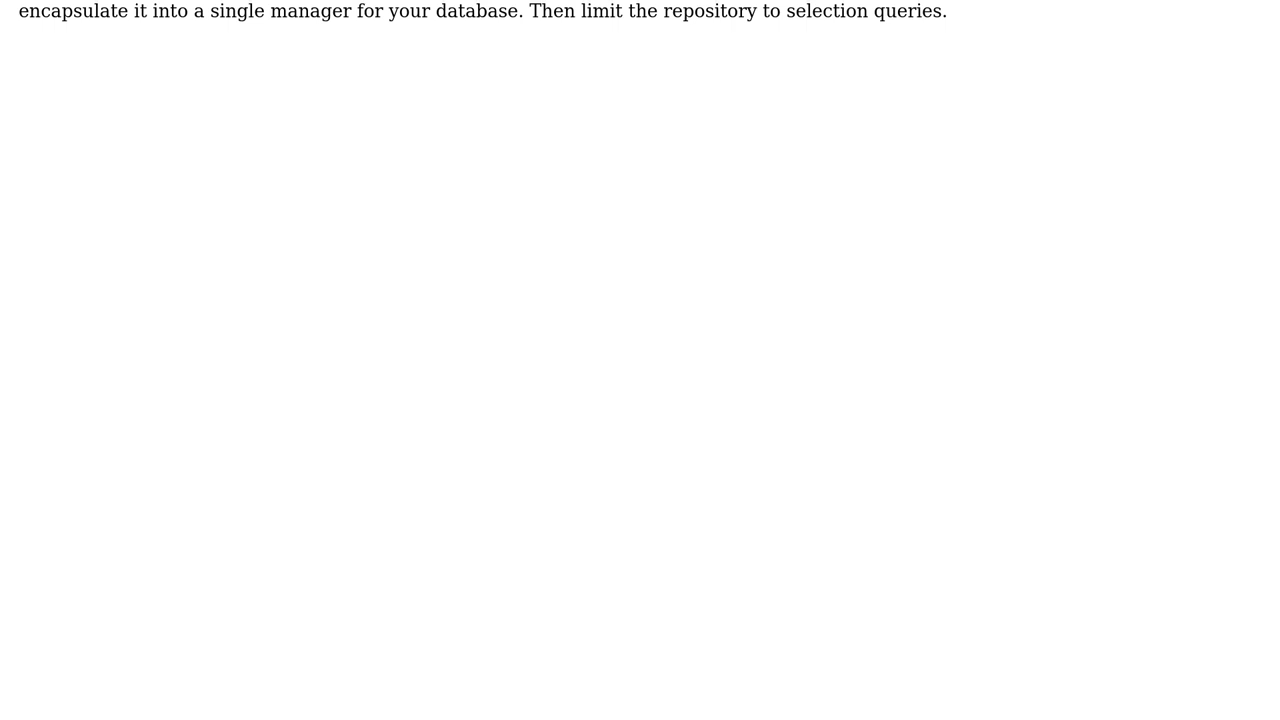 encapsulate it into a single manager for your database. Then limit the repository to selection queries.